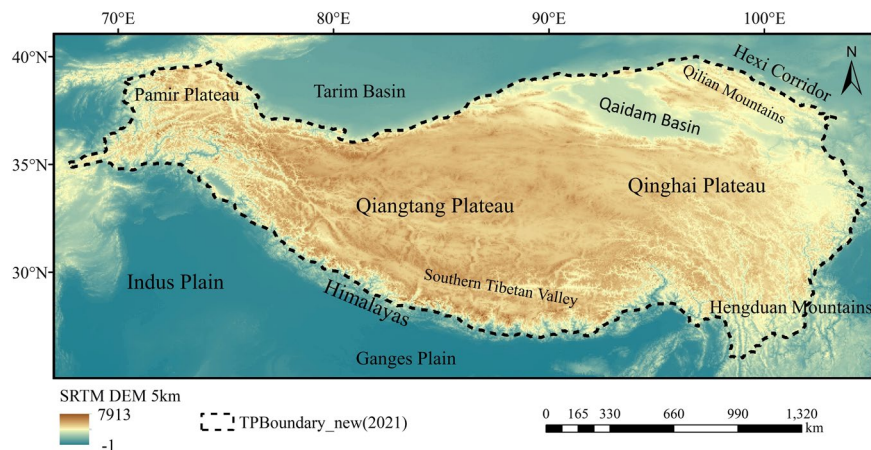 70°E 80°E 90°E 100°E
40°N
35°N
30°N
N
Hexi Corridor
Qilian Mountains
Pamir Plateau
Tarim Basin
Qaidam Basin
Qinghai Plateau
Qiangtang Plateau
Indus Plain
Southern Tibetan Valley
Himalayas
Hengduan Mountains
Ganges Plain
SRTM DEM 5km
7913
-1
TPBoundary_new(2021)
0 165 330 660 990 1,320
km